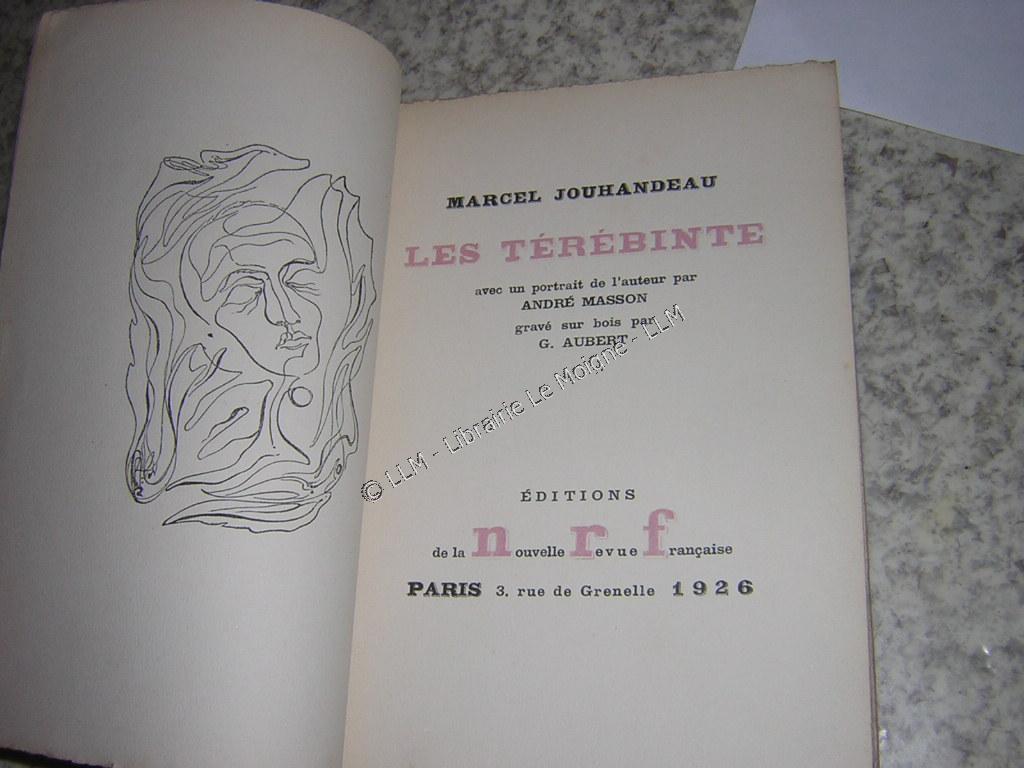 MARCEL JOUHANDEAU
LES TÉRÉBINTE
avec un portrait de l'auteur par
ANDRÉ MASSON
gravé sur bois par
G. AUBERT
© LLM - Librairie Le Moigne - LLM
ÉDITIONS
de la nouvelle revue française
PARIS 3, rue de Grenelle 1926